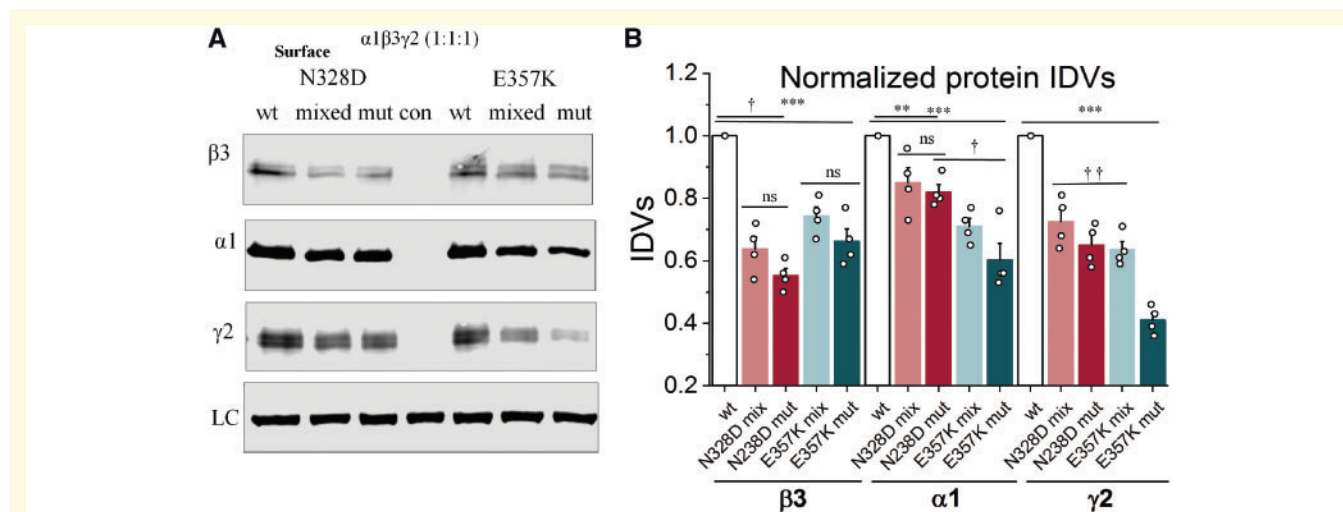 A
α1β3γ2 (1:1:1)
Surface
N328D E357K
wt mixed mut con wt mixed mut
β3
α1
γ2
LC
B
Normalized protein IDVs
IDVs
1.2
1.0
0.8
0.6
0.4
0.2
† *** ** *** ***
ns ns ns † ††
wt N328D mix N238D mut E357K mix E357K mut
wt N328D mix N238D mut E357K mix E357K mut
wt N328D mix N238D mut E357K mix E357K mut
β3 α1 γ2